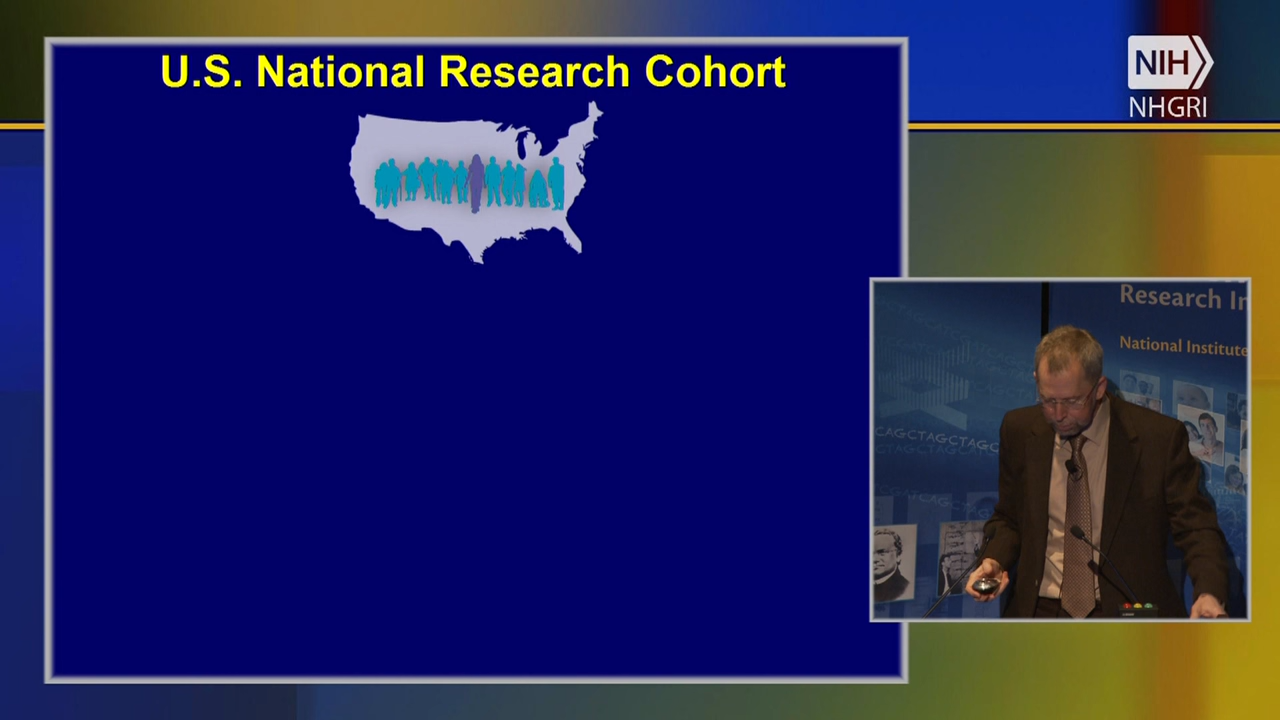 U.S. National Research Cohort
NIH
NHGRI
Research In
National Institute
CAGCTAGCTAGC